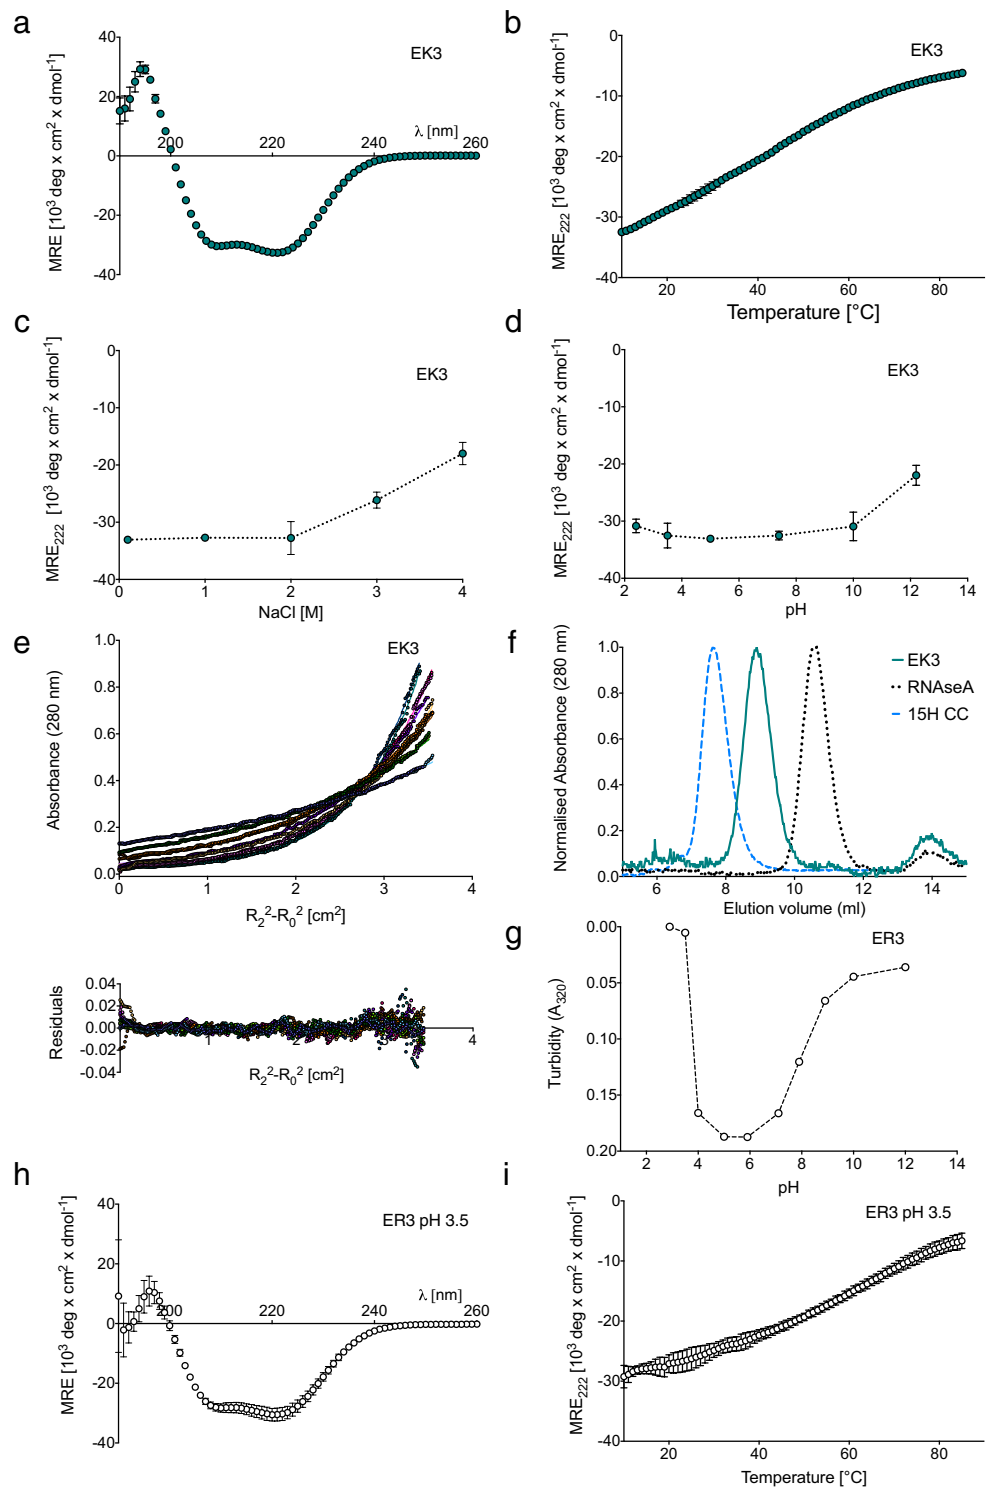 a
EK3
MRE [10³ deg x cm² x dmol⁻¹]
40
20
0
-20
-40
200
220
240
260
λ [nm]
b
EK3
MRE₂₂₂ [10³ deg x cm² x dmol⁻¹]
0
-10
-20
-30
-40
20
40
60
80
Temperature [°C]
c
EK3
MRE₂₂₂ [10³ deg x cm² x dmol⁻¹]
0
-10
-20
-30
-40
0
1
2
3
4
NaCl [M]
d
EK3
MRE₂₂₂ [10³ deg x cm² x dmol⁻¹]
0
-10
-20
-30
-40
2
4
6
8
10
12
14
pH
e
EK3
Absorbance (280 nm)
1.0
0.8
0.6
0.4
0.2
0.0
0
1
2
3
4
R₂²-R₀² [cm²]
Residuals
0.04
0.02
0.00
-0.02
-0.04
1
2
3
4
R₂²-R₀² [cm²]
f
EK3
RNAseA
15H CC
Normalised Absorbance (280 nm)
1.0
0.8
0.6
0.4
0.2
0.0
6
8
10
12
14
Elution volume (ml)
g
ER3
Turbidity (A₃₂₀)
0.00
0.05
0.10
0.15
0.20
2
4
6
8
10
12
14
pH
h
ER3 pH 3.5
MRE [10³ deg x cm² x dmol⁻¹]
40
20
0
-20
-40
200
220
240
260
λ [nm]
i
ER3 pH 3.5
MRE₂₂₂ [10³ deg x cm² x dmol⁻¹]
0
-10
-20
-30
-40
20
40
60
80
Temperature [°C]